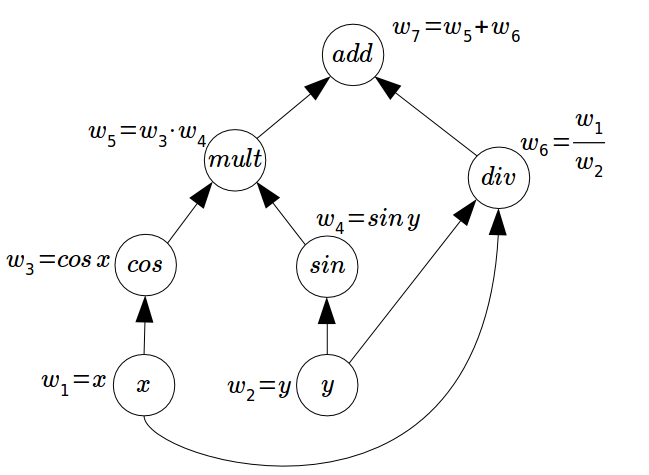 w₇=w₅+w₆
add
w₅=w₃·w₄
mult
w₆=w₁/w₂
div
w₄=sin y
w₃=cos x
cos
sin
w₁=x
x
w₂=y
y